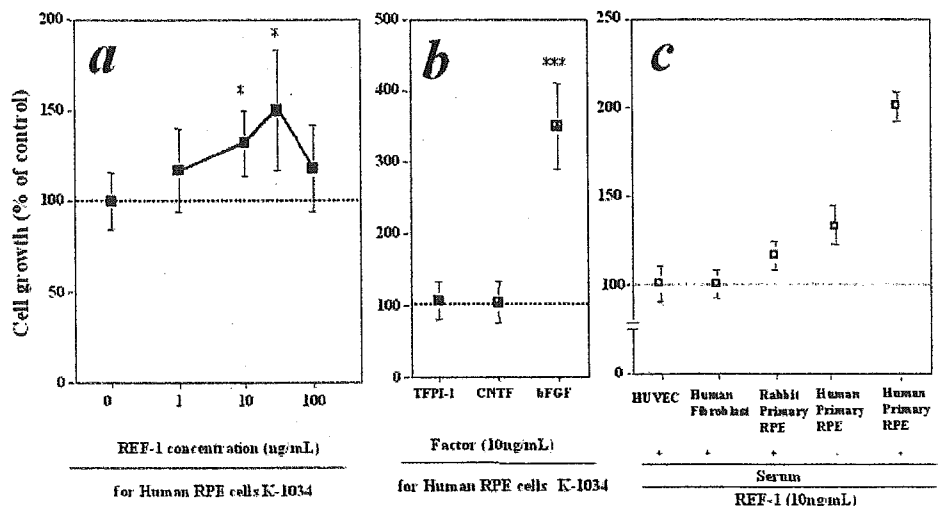 a
Cell growth (% of control)
200
150
100
50
0
*
*
0 1 10 100
REF-1 concentration (ng/mL)
for Human RPE cells K-1034
b
500
400
300
200
100
0
***
TFPI-1 CNTF bFGF
Factor (10ng/mL)
for Human RPE cells K-1034
c
250
200
150
100
0
HUVEC
Human Fibroblast
Rabbit Primary RPE
Human Primary RPE
Human Primary RPE
+ + + - +
Serum
REF-1 (10ng/mL)